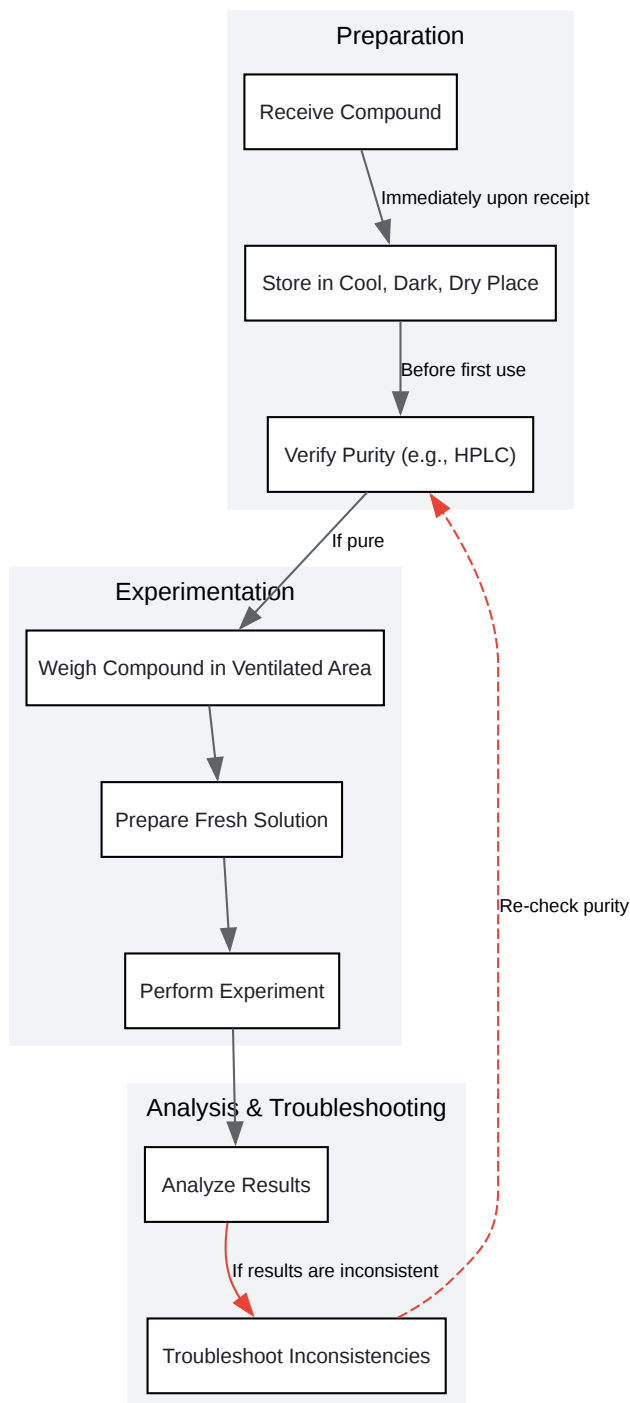 Preparation
Receive Compound
Immediately upon receipt
Store in Cool, Dark, Dry Place
Before first use
Verify Purity (e.g., HPLC)
If pure
Experimentation
Weigh Compound in Ventilated Area
Prepare Fresh Solution
Re-check purity
Perform Experiment
Analysis & Troubleshooting
Analyze Results
If results are inconsistent
Troubleshoot Inconsistencies